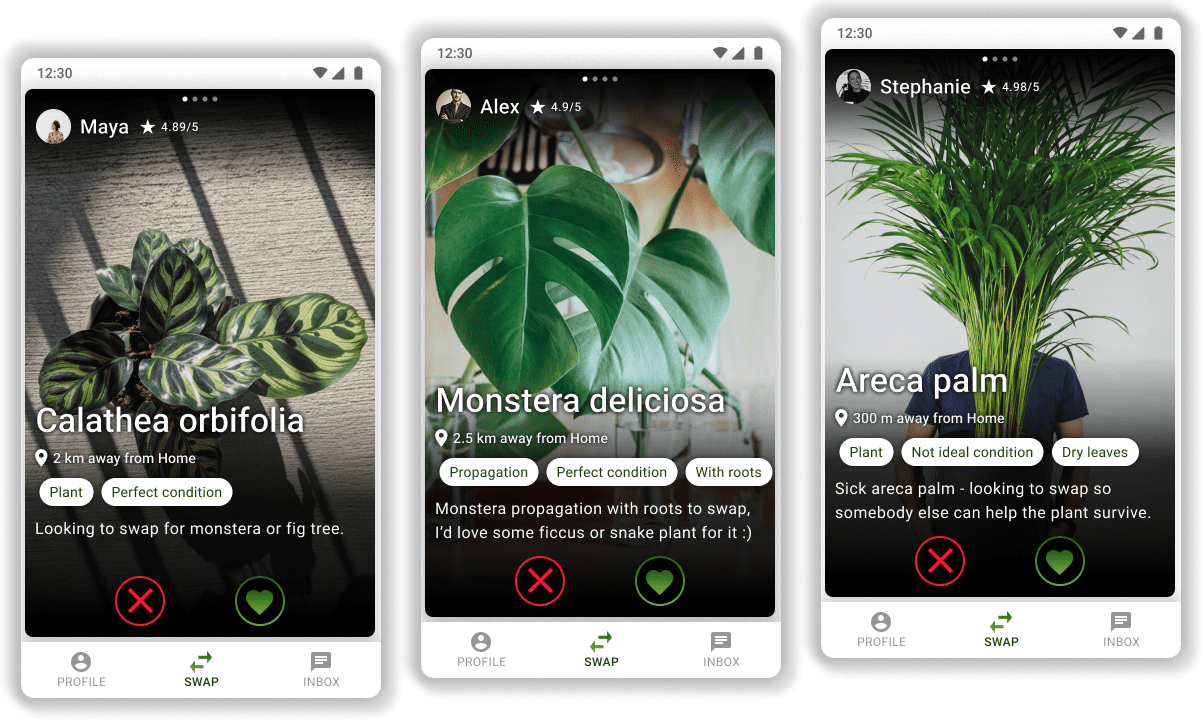 12:30
Maya ★ 4.89/5
Calathea orbifolia
2 km away from Home
Plant Perfect condition
Looking to swap for monstera or fig tree.
PROFILE SWAP INBOX
12:30
Alex ★ 4.9/5
Monstera deliciosa
2.5 km away from Home
Propagation Perfect condition With roots
Monstera propagation with roots to swap,
I’d love some ficcus or snake plant for it :)
PROFILE SWAP INBOX
12:30
Stephanie ★ 4.98/5
Areca palm
300 m away from Home
Plant Not ideal condition Dry leaves
Sick areca palm - looking to swap so
somebody else can help the plant survive.
PROFILE SWAP INBOX